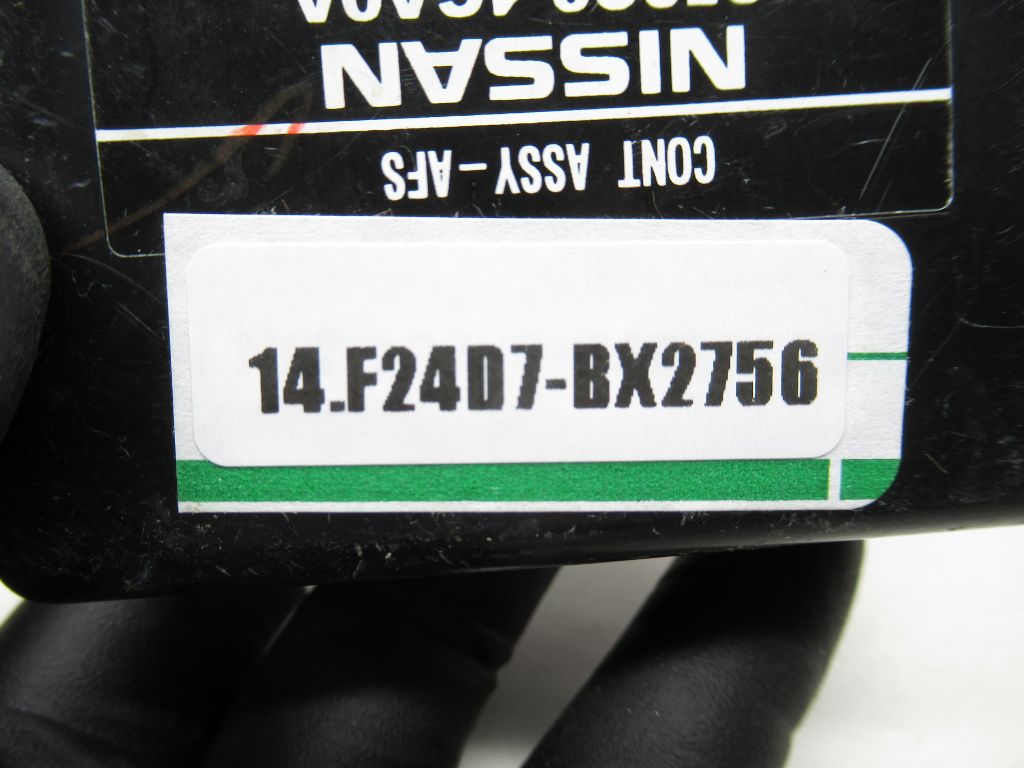 CONT ASSY-AFS
NISSAN
14.F24D7-BX2756